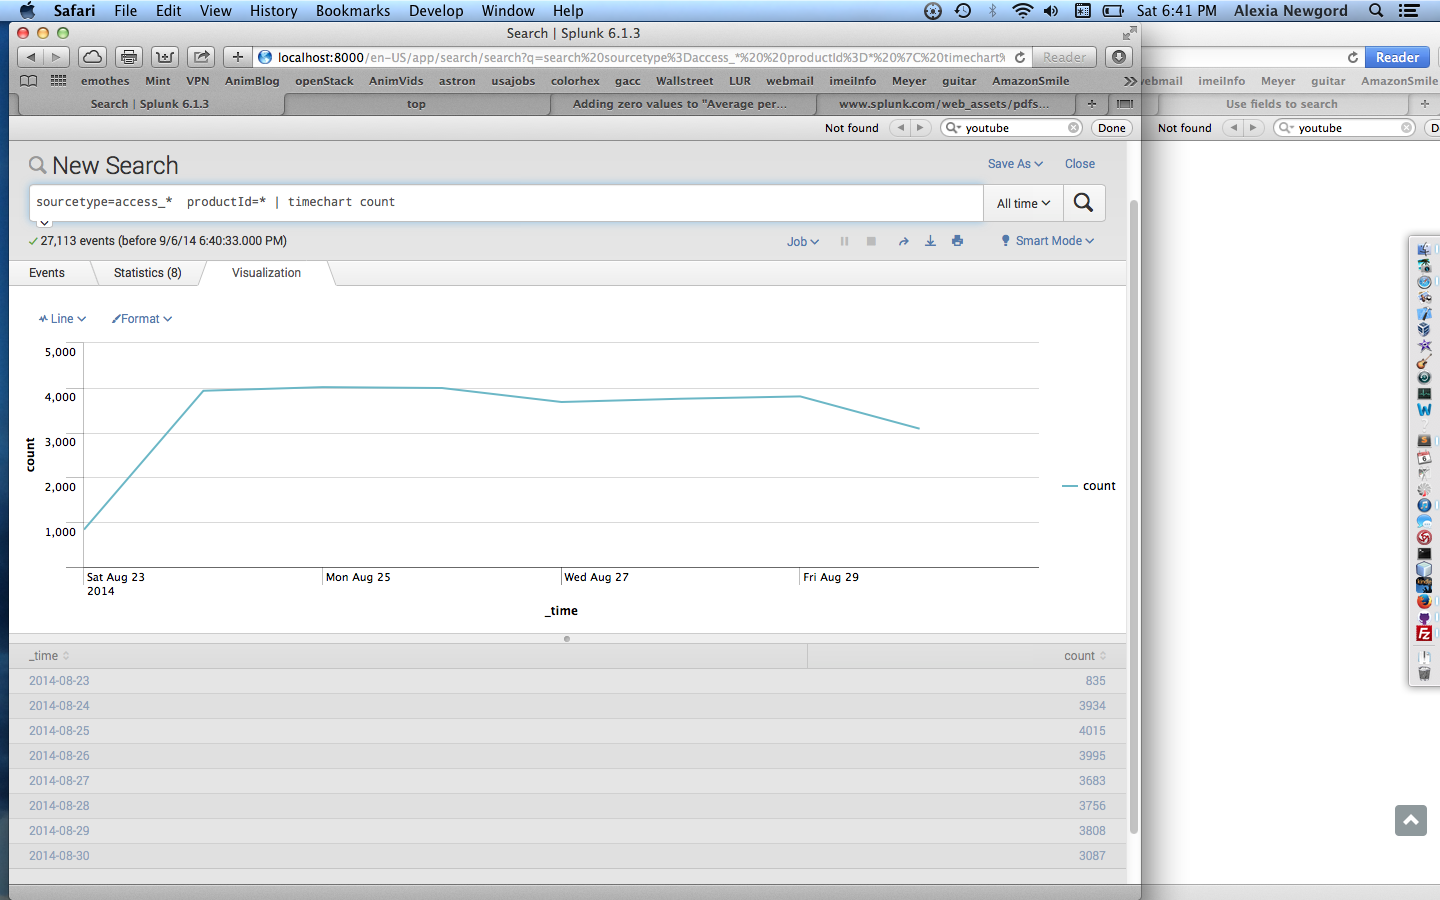 Safari File Edit View History Bookmarks Develop Window Help Sat 6:41 PM Alexia Newgord
Search | Splunk 6.1.3
localhost:8000/en-US/app/search/search?q=search%20sourcetype%3Daccess_*%20%20productId%3D*%20%7C%20timechart% Reader Reader
emothes Mint VPN AnimBlog openStack AnimVids astron usajobs colorhex gacc Wallstreet LUR webmail imeiInfo Meyer guitar AmazonSmile >> webmail imeiInfo Meyer guitar AmazonSmile
Search | Splunk 6.1.3 top Adding zero values to "Average per... www.splunk.com/web_assets/pdfs... + Use fields to search +
Not found youtube Done Not found youtube D
New Search Save As Close
sourcetype=access_*  productId=* | timechart count All time
27,113 events (before 9/6/14 6:40:33.000 PM) Job Smart Mode
Events Statistics (8) Visualization
Line Format
5,000
4,000
3,000
2,000
1,000
count
count
Sat Aug 23 Mon Aug 25 Wed Aug 27 Fri Aug 29
2014
_time
_time count
2014-08-23 835
2014-08-24 3934
2014-08-25 4015
2014-08-26 3995
2014-08-27 3683
2014-08-28 3756
2014-08-29 3808
2014-08-30 3087